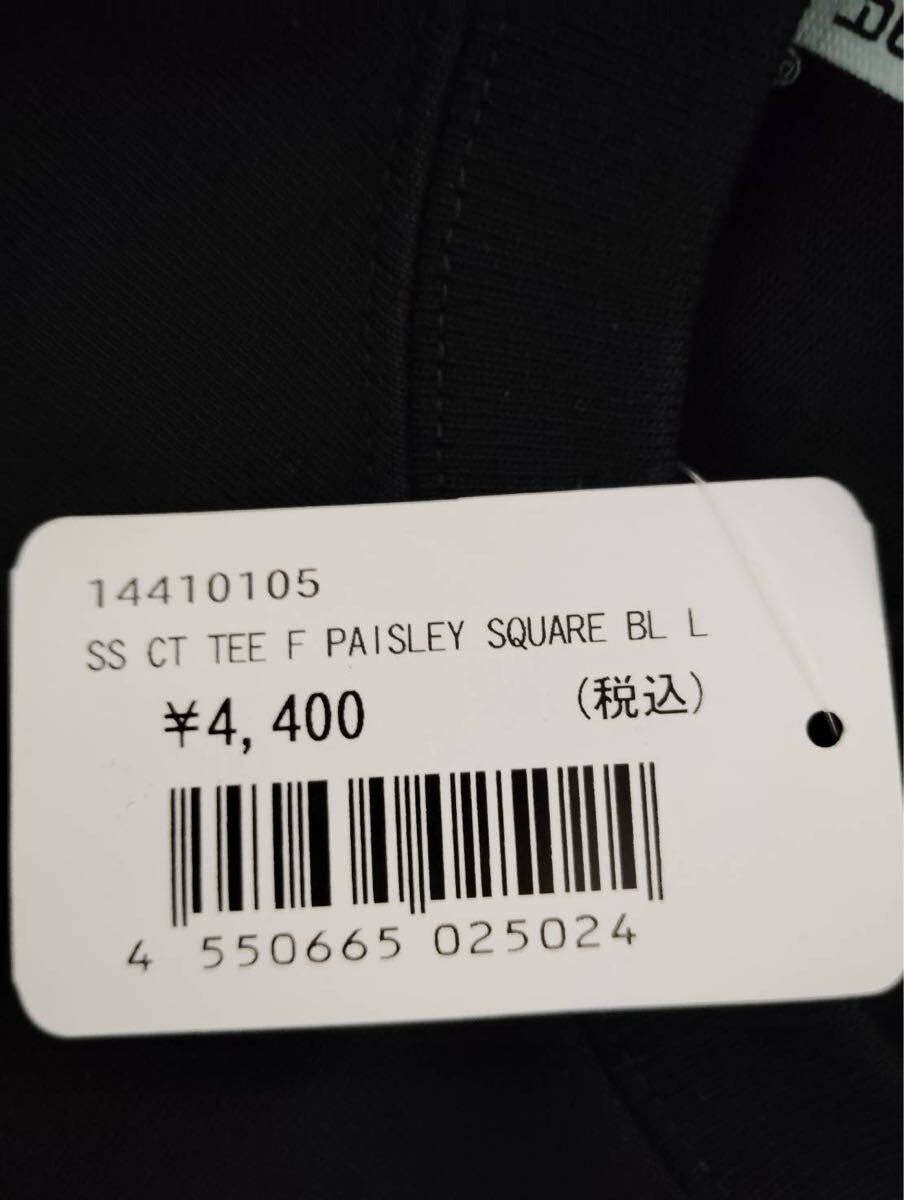 14410105
SS CT TEE F PAISLEY SQUARE BL L
¥4,400 (税込)
4 550665 025024